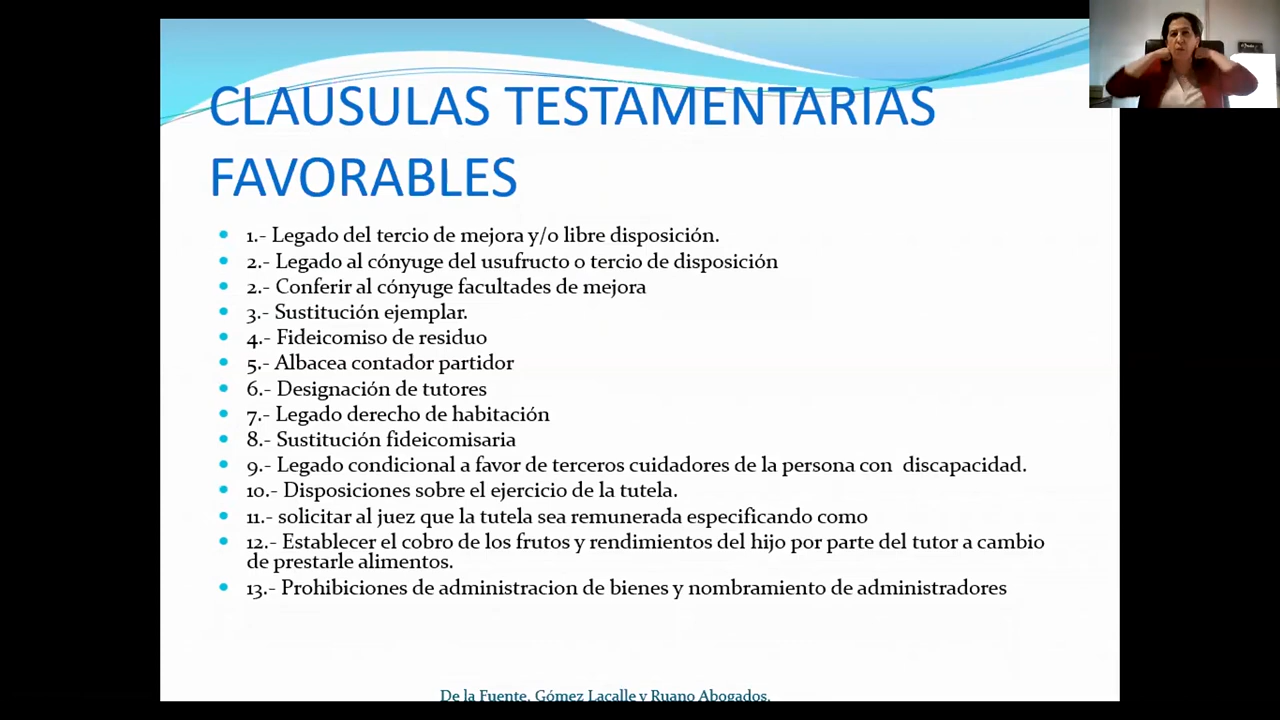 CLAUSULAS TESTAMENTARIAS
FAVORABLES
1.- Legado del tercio de mejora y/o libre disposición.
2.- Legado al cónyuge del usufructo o tercio de disposición
2.- Conferir al cónyuge facultades de mejora
3.- Sustitución ejemplar.
4.- Fideicomiso de residuo
5.- Albacea contador partidor
6.- Designación de tutores
7.- Legado derecho de habitación
8.- Sustitución fideicomisaria
9.- Legado condicional a favor de terceros cuidadores de la persona con  discapacidad.
10.- Disposiciones sobre el ejercicio de la tutela.
11.- solicitar al juez que la tutela sea remunerada especificando como
12.- Establecer el cobro de los frutos y rendimientos del hijo por parte del tutor a cambio
de prestarle alimentos.
13.- Prohibiciones de administracion de bienes y nombramiento de administradores
De la Fuente, Gómez Lacalle y Ruano Abogados.